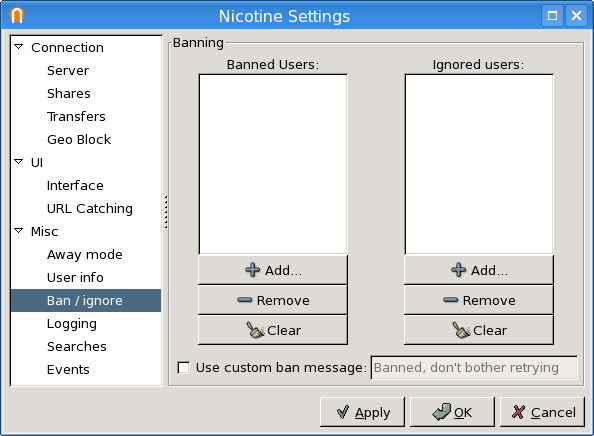 Nicotine Settings
Connection
Server
Shares
Transfers
Geo Block
UI
Interface
URL Catching
Misc
Away mode
User info
Ban / ignore
Logging
Searches
Events
Banning
Banned Users:
Ignored users:
Add...
Add...
Remove
Remove
Clear
Clear
Use custom ban message: Banned, don't bother retrying
Apply
OK
Cancel